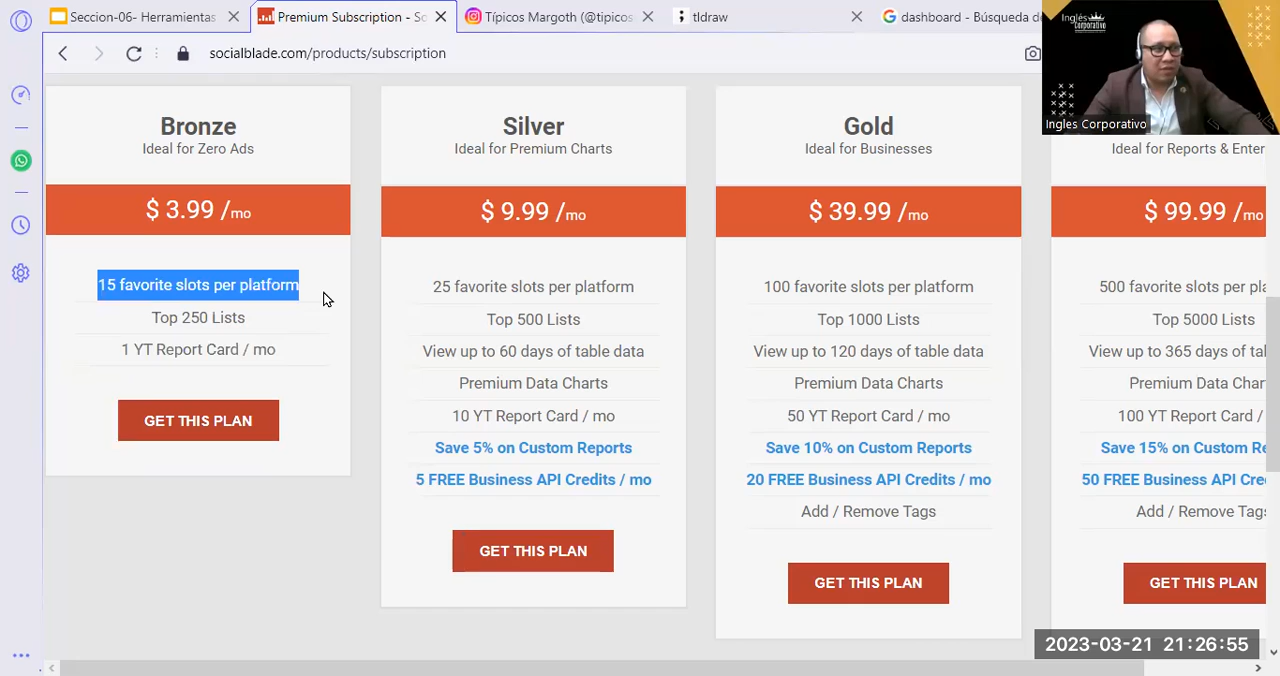 Seccion-06- Herramientas
Premium Subscription - So
Típicos Margoth (@tipicos
tldraw
dashboard - Búsqueda de
socialblade.com/products/subscription
Inglés
Corporativo
Ingles Corporativo
Bronze
Ideal for Zero Ads
$ 3.99 /mo
15 favorite slots per platform
Top 250 Lists
1 YT Report Card / mo
GET THIS PLAN
Silver
Ideal for Premium Charts
$ 9.99 /mo
25 favorite slots per platform
Top 500 Lists
View up to 60 days of table data
Premium Data Charts
10 YT Report Card / mo
Save 5% on Custom Reports
5 FREE Business API Credits / mo
GET THIS PLAN
Gold
Ideal for Businesses
$ 39.99 /mo
100 favorite slots per platform
Top 1000 Lists
View up to 120 days of table data
Premium Data Charts
50 YT Report Card / mo
Save 10% on Custom Reports
20 FREE Business API Credits / mo
Add / Remove Tags
GET THIS PLAN
Ideal for Reports & Enter
$ 99.99 /mo
500 favorite slots per pla
Top 5000 Lists
View up to 365 days of ta
Premium Data Char
100 YT Report Card /
Save 15% on Custom Re
50 FREE Business API Cre
Add / Remove Tags
GET THIS PLAN
2023-03-21 21:26:55